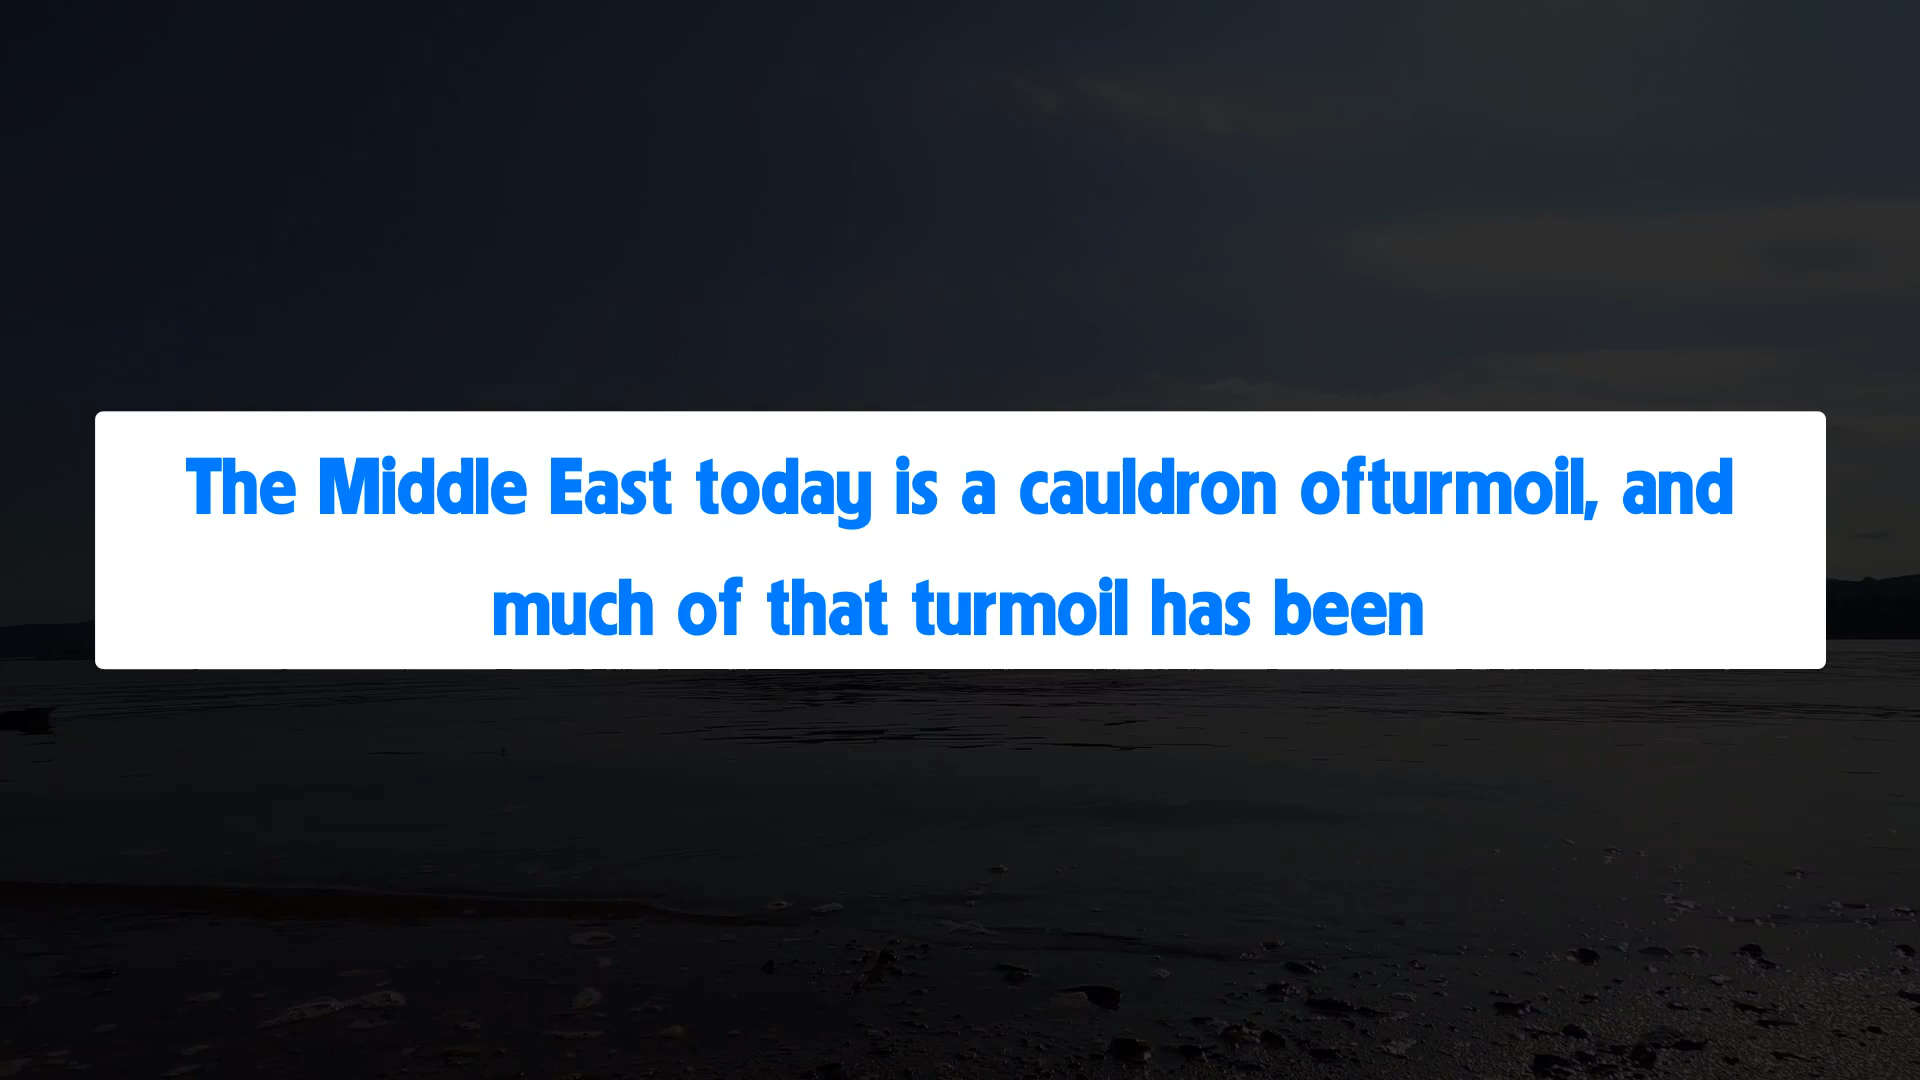 The Middle East today is a cauldron ofturmoil, and
much of that turmoil has been